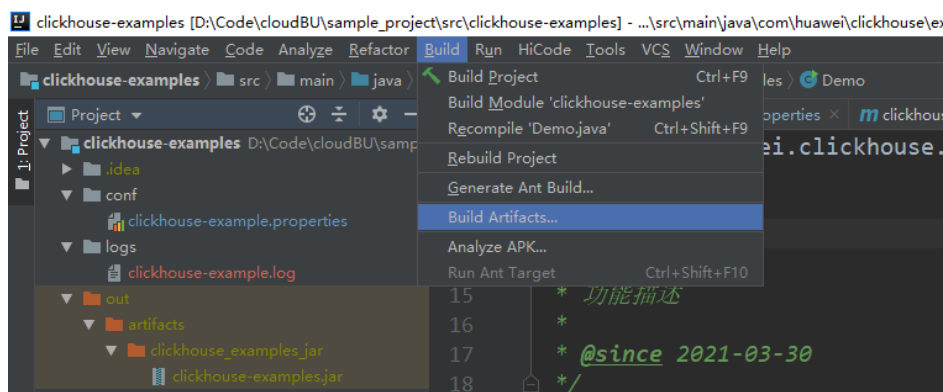 clickhouse-examples [D:\Code\cloudBU\sample_project\src\clickhouse-examples] - ...\src\main\java\com\huawei\clickhouse\ex
File Edit View Navigate Code Analyze Refactor Build Run HiCode Tools VCS Window Help
clickhouse-examples src main java Build Project Ctrl+F9 les Demo
Project Build Module 'clickhouse-examples' operties clickhous
1: Project
clickhouse-examples D:\Code\cloudBU\samp Recompile 'Demo.java' Ctrl+Shift+F9 ei.clickhouse.
.idea Rebuild Project
conf Generate Ant Build...
clickhouse-example.properties Build Artifacts...
logs Analyze APK...
clickhouse-example.log Run Ant Target Ctrl+Shift+F10
out 15 * 功能描述
artifacts 16 *
clickhouse_examples_jar 17 * @since 2021-03-30
clickhouse-examples.jar 18 */